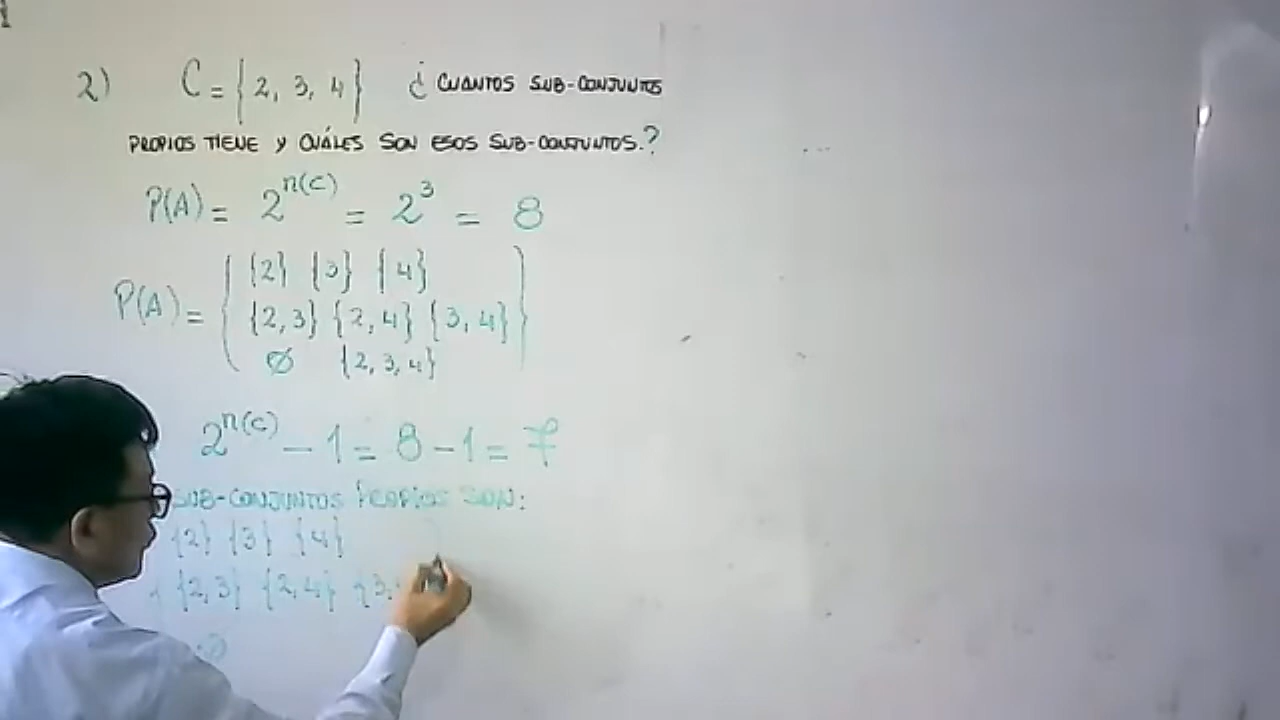 2) C = {2, 3, 4} ¿ CUANTOS SUB-CONJUNTOS
PROPIOS TIENE Y CUÁLES SON ESOS SUB-CONJUNTOS.?
P(A) = 2^n(C) = 2^3 = 8
{2} {3} {4}
P(A) = { {2,3} {2,4} {3,4} }
∅ {2,3,4}
2^n(C) - 1 = 8 - 1 = 7
SUB-CONJUNTOS PROPIOS SON:
{2} {3} {4}
{ {2,3} {2,4} {3,
∅